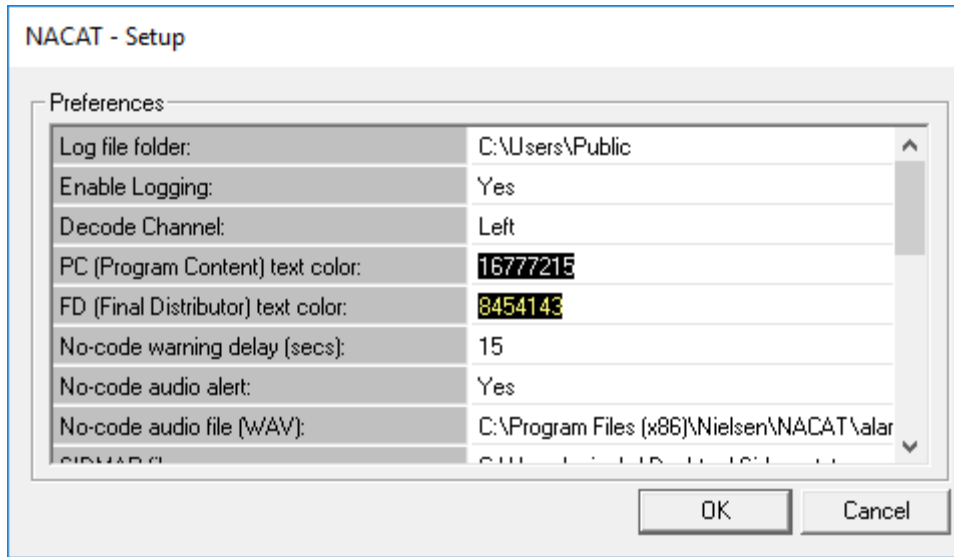 NACAT - Setup
Preferences
Log file folder: C:\Users\Public
Enable Logging: Yes
Decode Channel: Left
PC (Program Content) text color: 16777215
FD (Final Distributor) text color: 8454143
No-code warning delay (secs): 15
No-code audio alert: Yes
No-code audio file (WAV): C:\Program Files (x86)\Nielsen\NACAT\alar
OK Cancel